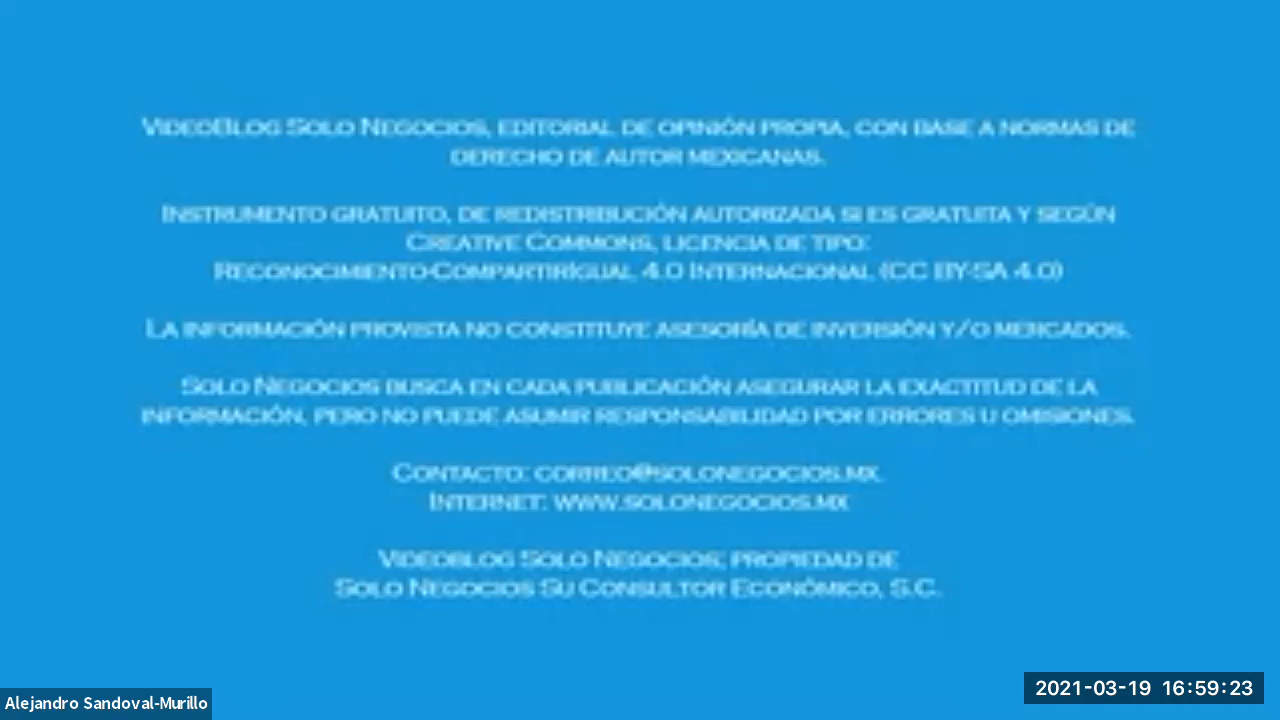 VideoBlog Solo Negocios, editorial de opinión propia, con base a normas de
derecho de autor mexicanas.
Instrumento gratuito, de redistribución autorizada si es gratuita y según
Creative Commons, licencia de tipo:
Reconocimiento-CompartirIgual 4.0 Internacional (CC BY-SA 4.0)
La información provista no constituye asesoría de inversión y/o mercados.
Solo Negocios busca en cada publicación asegurar la exactitud de la
información, pero no puede asumir responsabilidad por errores u omisiones.
Contacto: correo@solonegocios.mx
Internet: www.solonegocios.mx
Videoblog Solo Negocios; propiedad de
Solo Negocios Su Consultor Económico, S.C.
Alejandro Sandoval-Murillo
2021-03-19 16:59:23